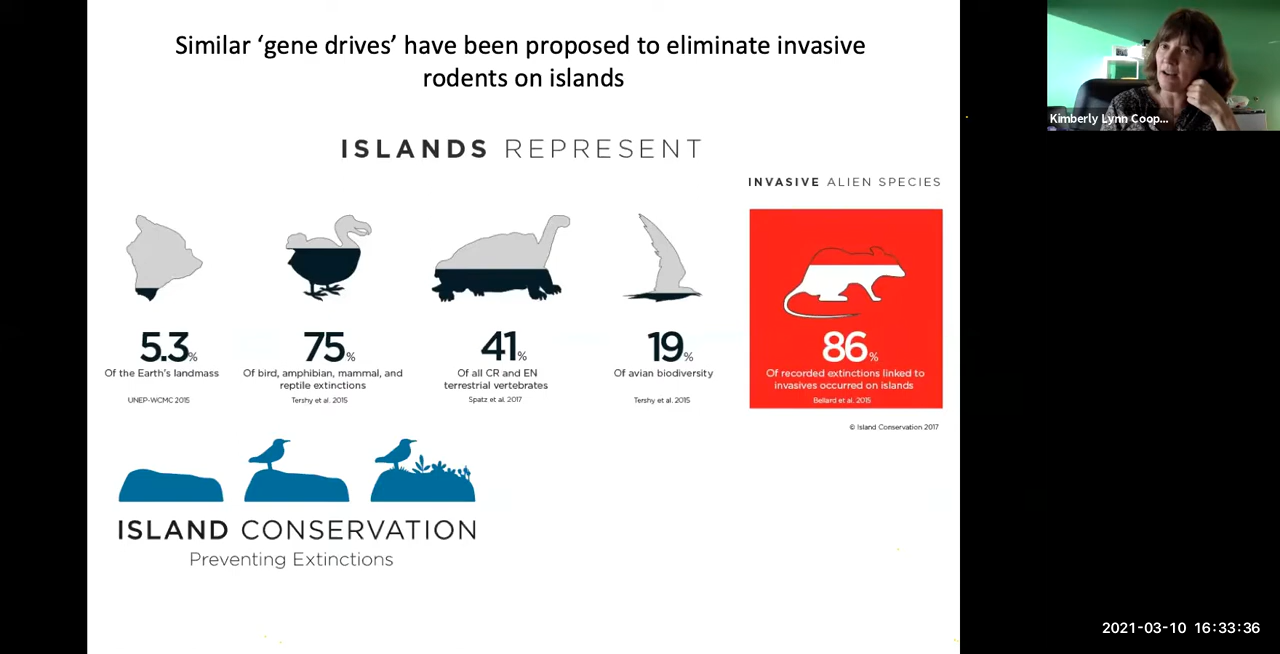 Similar ‘gene drives’ have been proposed to eliminate invasive
rodents on islands
ISLANDS REPRESENT
INVASIVE ALIEN SPECIES
5.3%
Of the Earth's landmass
UNEP-WCMC 2015
75%
Of bird, amphibian, mammal, and
reptile extinctions
Tershy et al. 2015
41%
Of all CR and EN
terrestrial vertebrates
Spatz et al. 2017
19%
Of avian biodiversity
Tershy et al. 2015
86%
Of recorded extinctions linked to
invasives occurred on islands
Bellard et al. 2015
© Island Conservation 2017
ISLAND CONSERVATION
Preventing Extinctions
Kimberly Lynn Coop...
2021-03-10 16:33:36